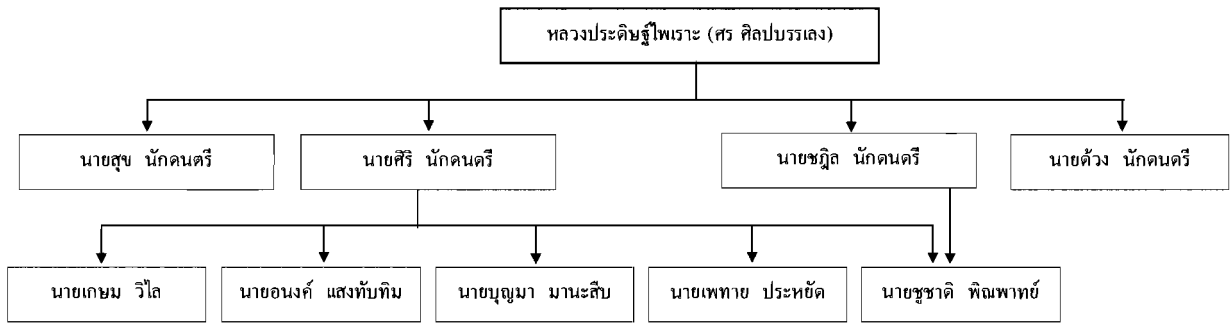 หลวงประดิษฐ์ไพเราะ (ศร ศิลปบรรเลง)
นายสุข นักดนตรี
นายศิริ นักดนตรี
นายชฎิล นักดนตรี
นายด้วง นักดนตรี
นายเกษม วิไล
นายอนงค์ แสงทับทิม
นายบุญมา มานะสืบ
นายเพทาย ประหยัด
นายชูชาติ พิณพาทย์